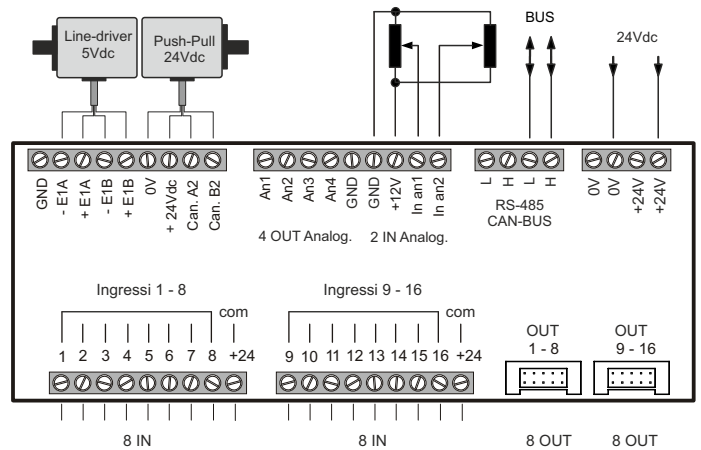 Line-driver
5Vdc
Push-Pull
24Vdc
BUS
24Vdc
GND
- E1A
+ E1A
- E1B
+ E1B
0V
+ 24Vdc
Can. A2
Can. B2
An1
An2
An3
An4
GND
GND
+12V
In an1
In an2
L
H
L
H
0V
0V
+24V
+24V
4 OUT Analog.
2 IN Analog.
RS-485
CAN-BUS
Ingressi 1 - 8
com
1 2 3 4 5 6 7 8 +24
Ingressi 9 - 16
com
9 10 11 12 13 14 15 16 +24
OUT
1 - 8
OUT
9 - 16
8 IN
8 IN
8 OUT
8 OUT